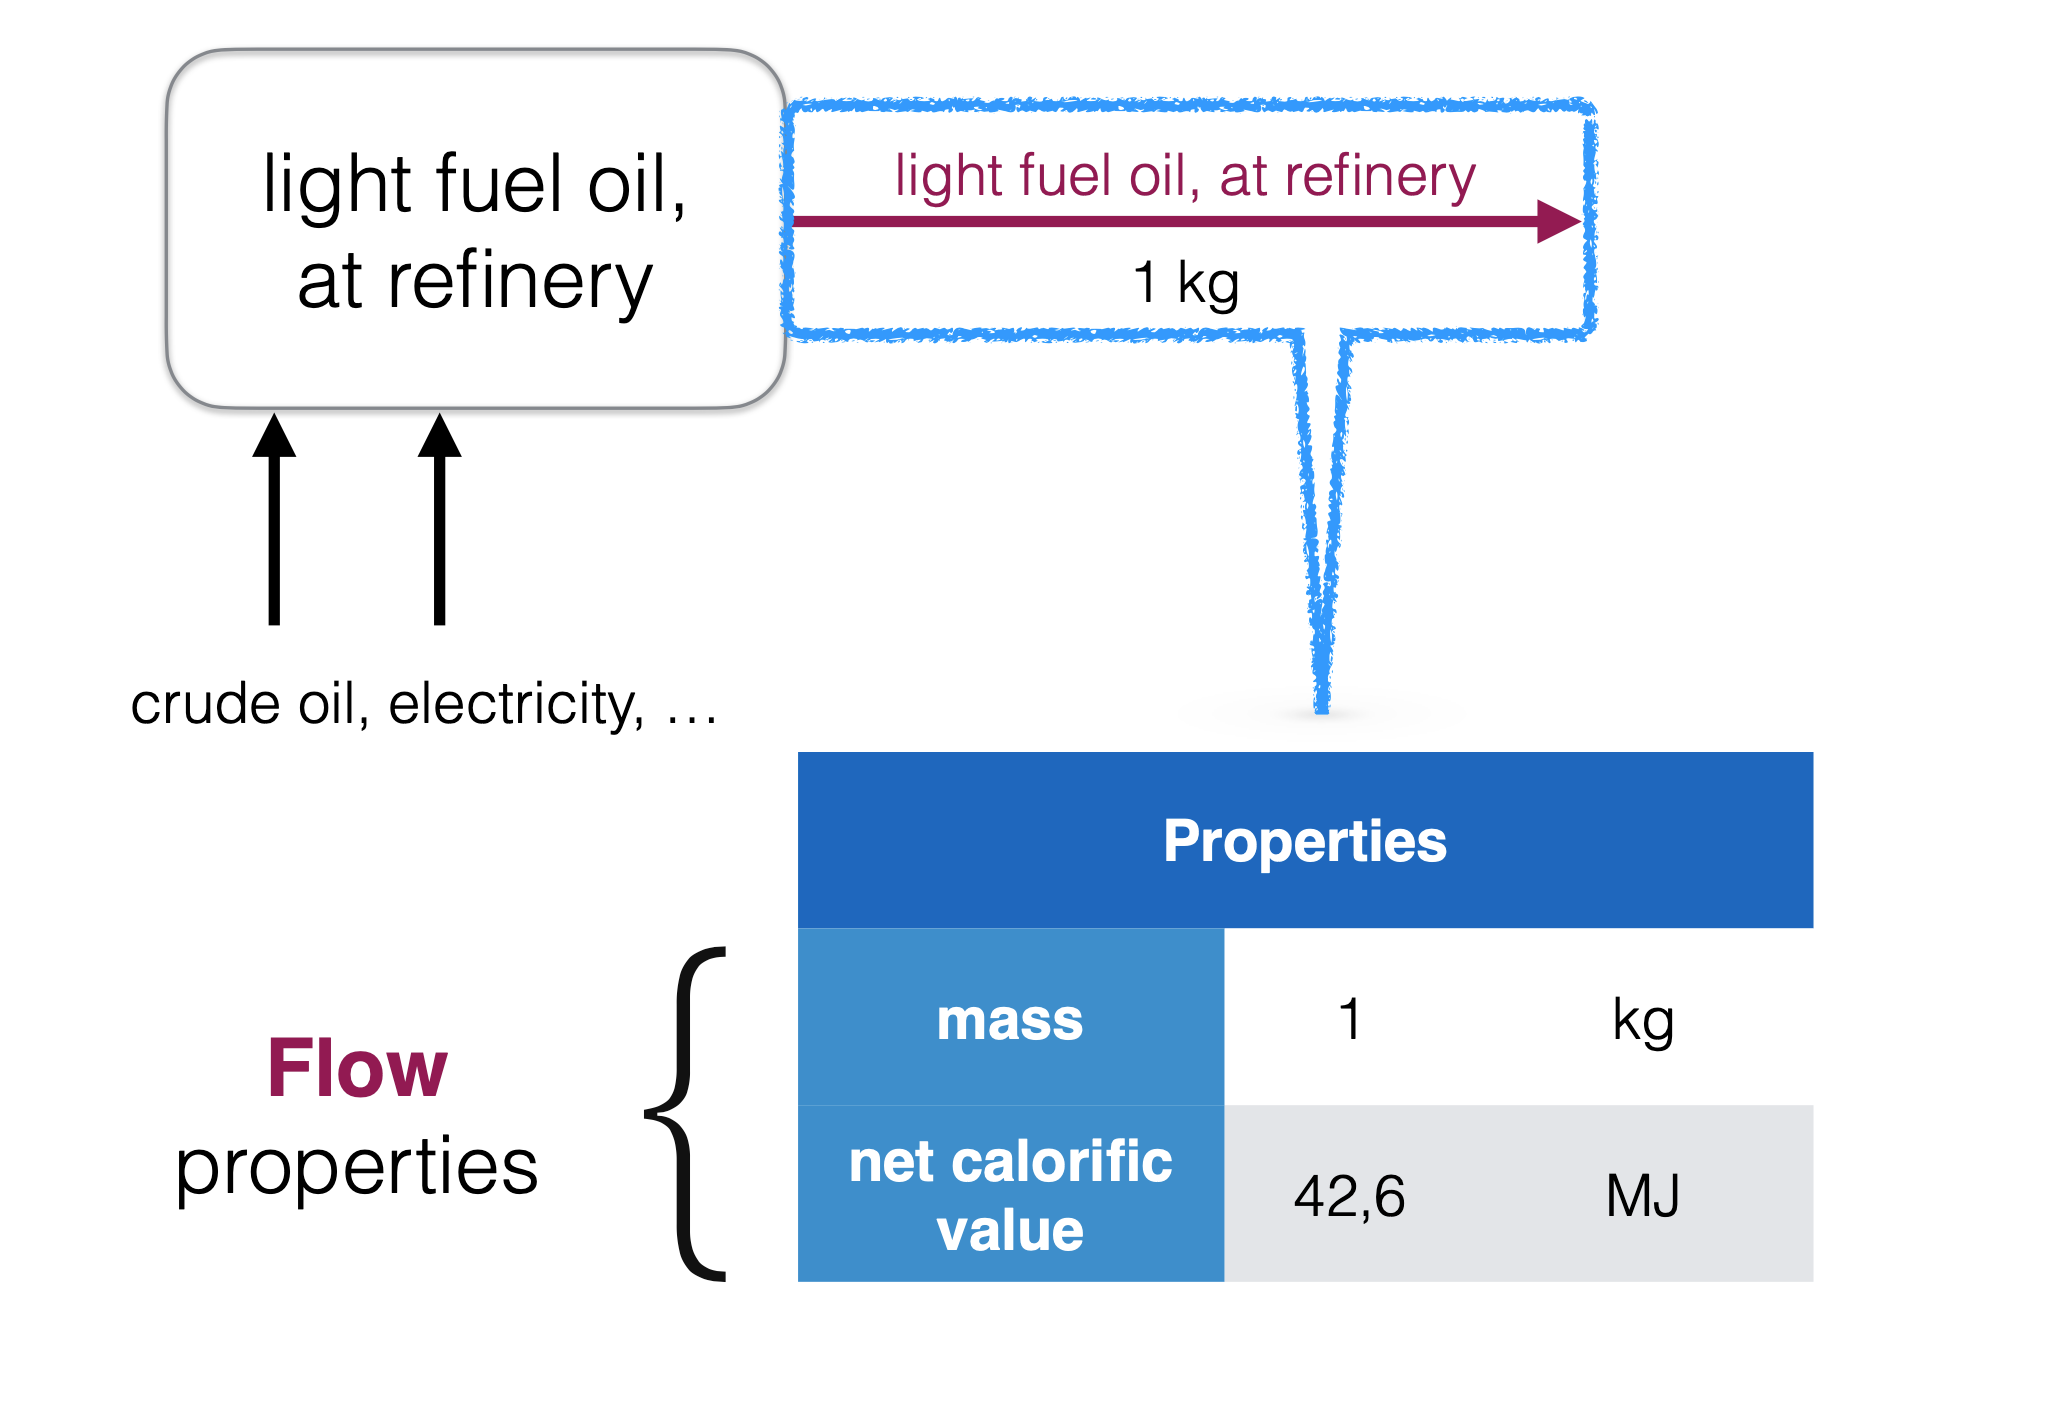 light fuel oil,
at refinery
light fuel oil, at refinery
1 kg
crude oil, electricity, …
Properties
Flow
properties
mass 1 kg
net calorific
value
42,6 MJ